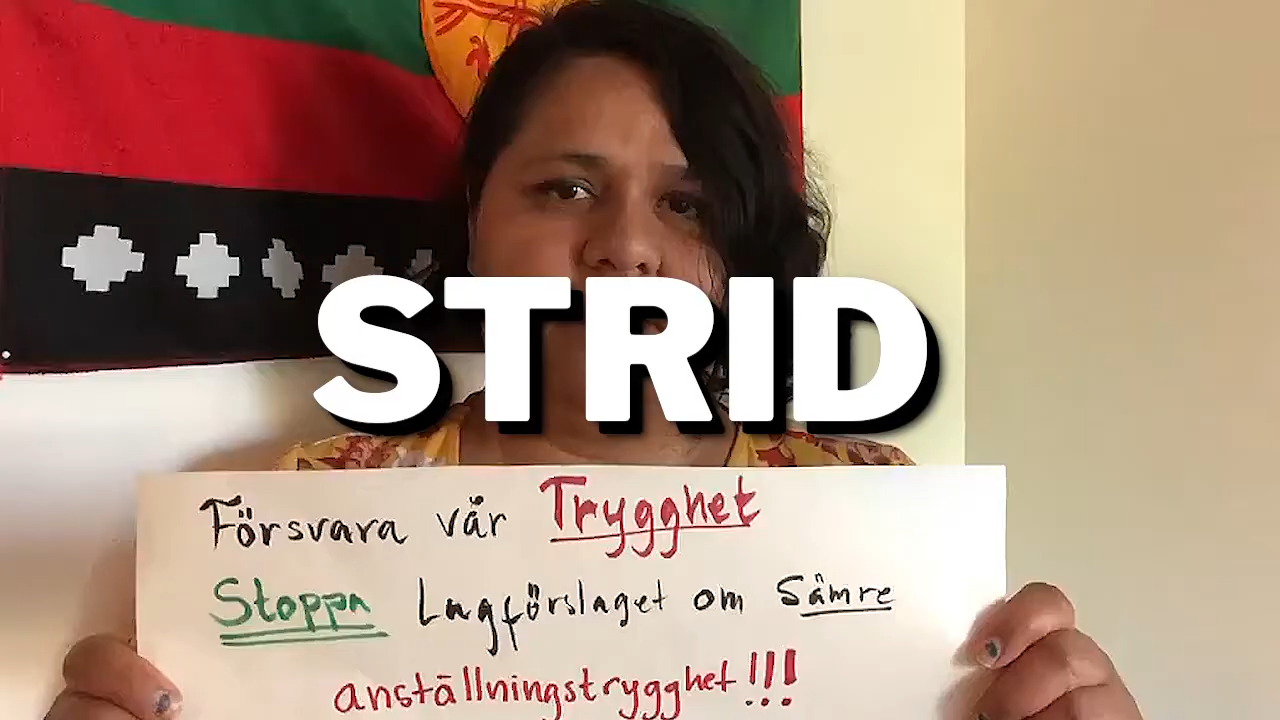 STRID
Försvara vår Trygghet
Stoppa Lagförslaget om Sämre
anställningstrygghet!!!